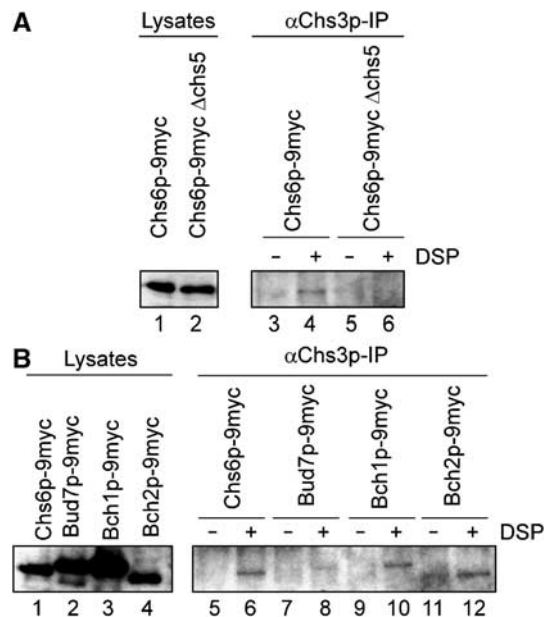 A
Lysates αChs3p-IP
Chs6p-9myc
Chs6p-9myc Δchs5
Chs6p-9myc
Chs6p-9myc Δchs5
− + − + DSP
1 2 3 4 5 6
B
Lysates αChs3p-IP
Chs6p-9myc
Bud7p-9myc
Bch1p-9myc
Bch2p-9myc
Chs6p-9myc
Bud7p-9myc
Bch1p-9myc
Bch2p-9myc
− + − + − + − + DSP
1 2 3 4 5 6 7 8 9 10 11 12